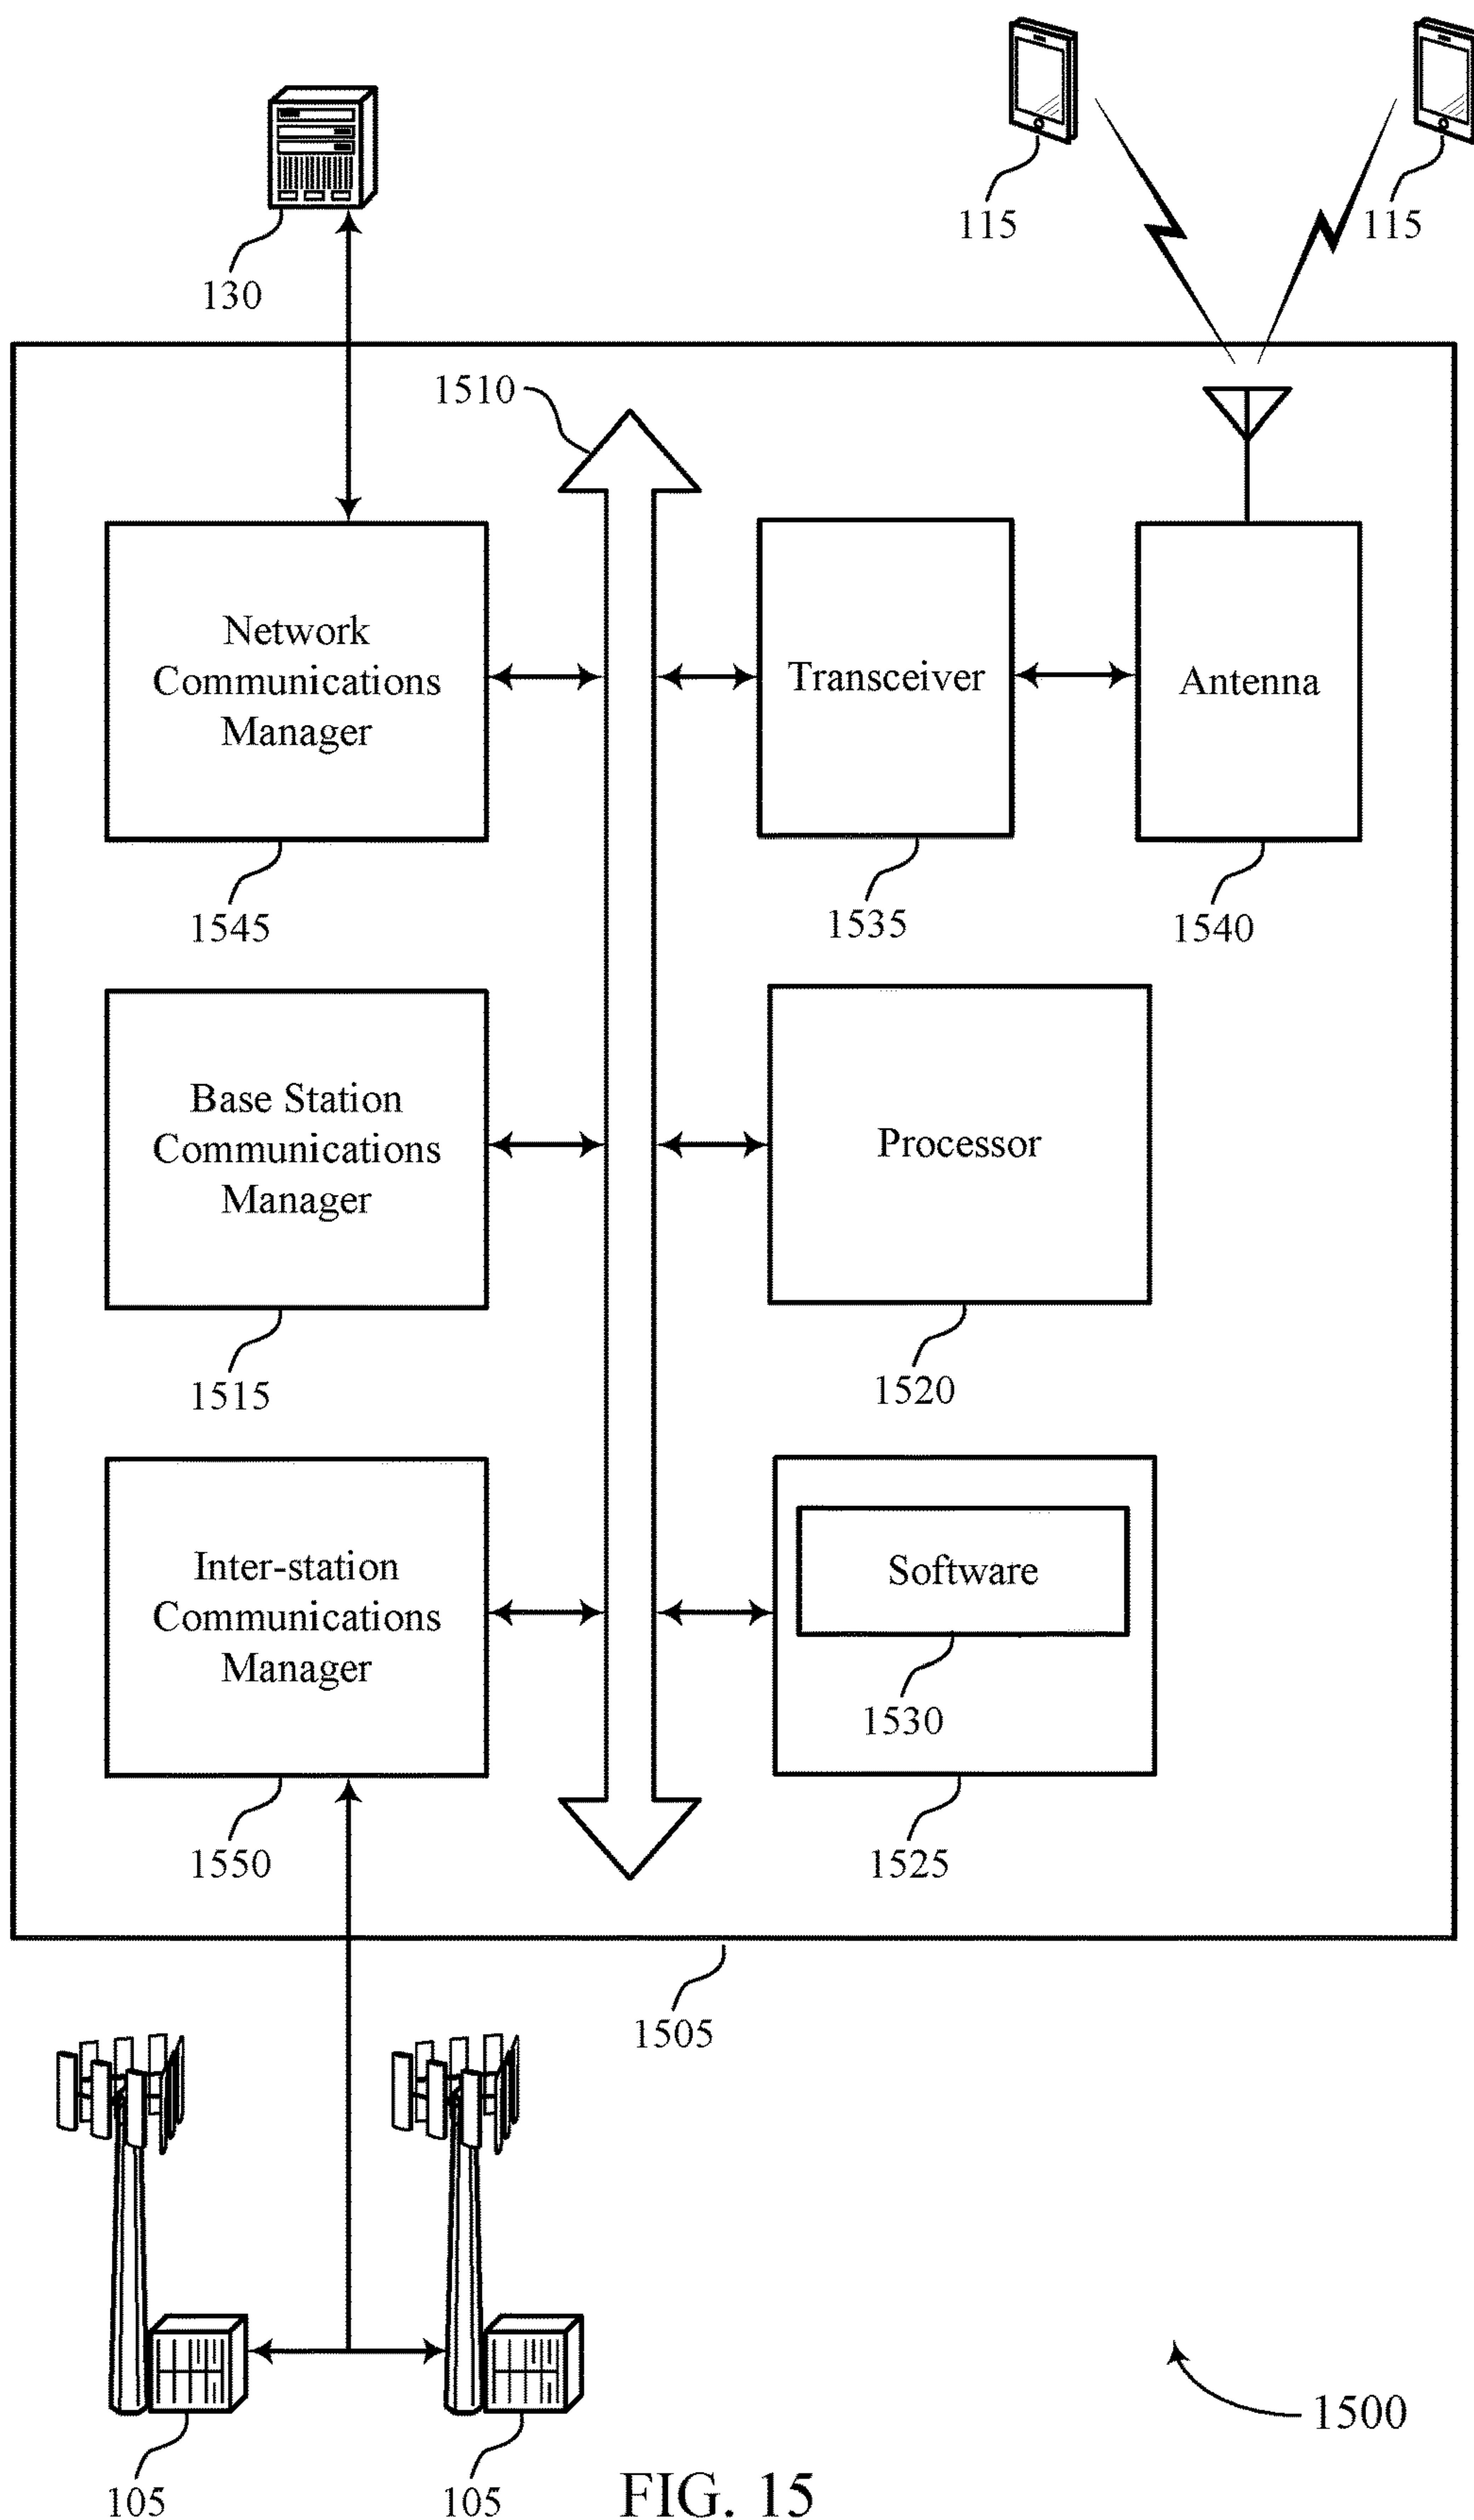 115
115
130
1510
Network
Communications
Manager
Transceiver
Antenna
1545
1535
1540
Base Station
Communications
Manager
Processor
1515
1520
Inter-station
Communications
Manager
Software
1530
1550
1525
1505
1500
105
105
FIG. 15